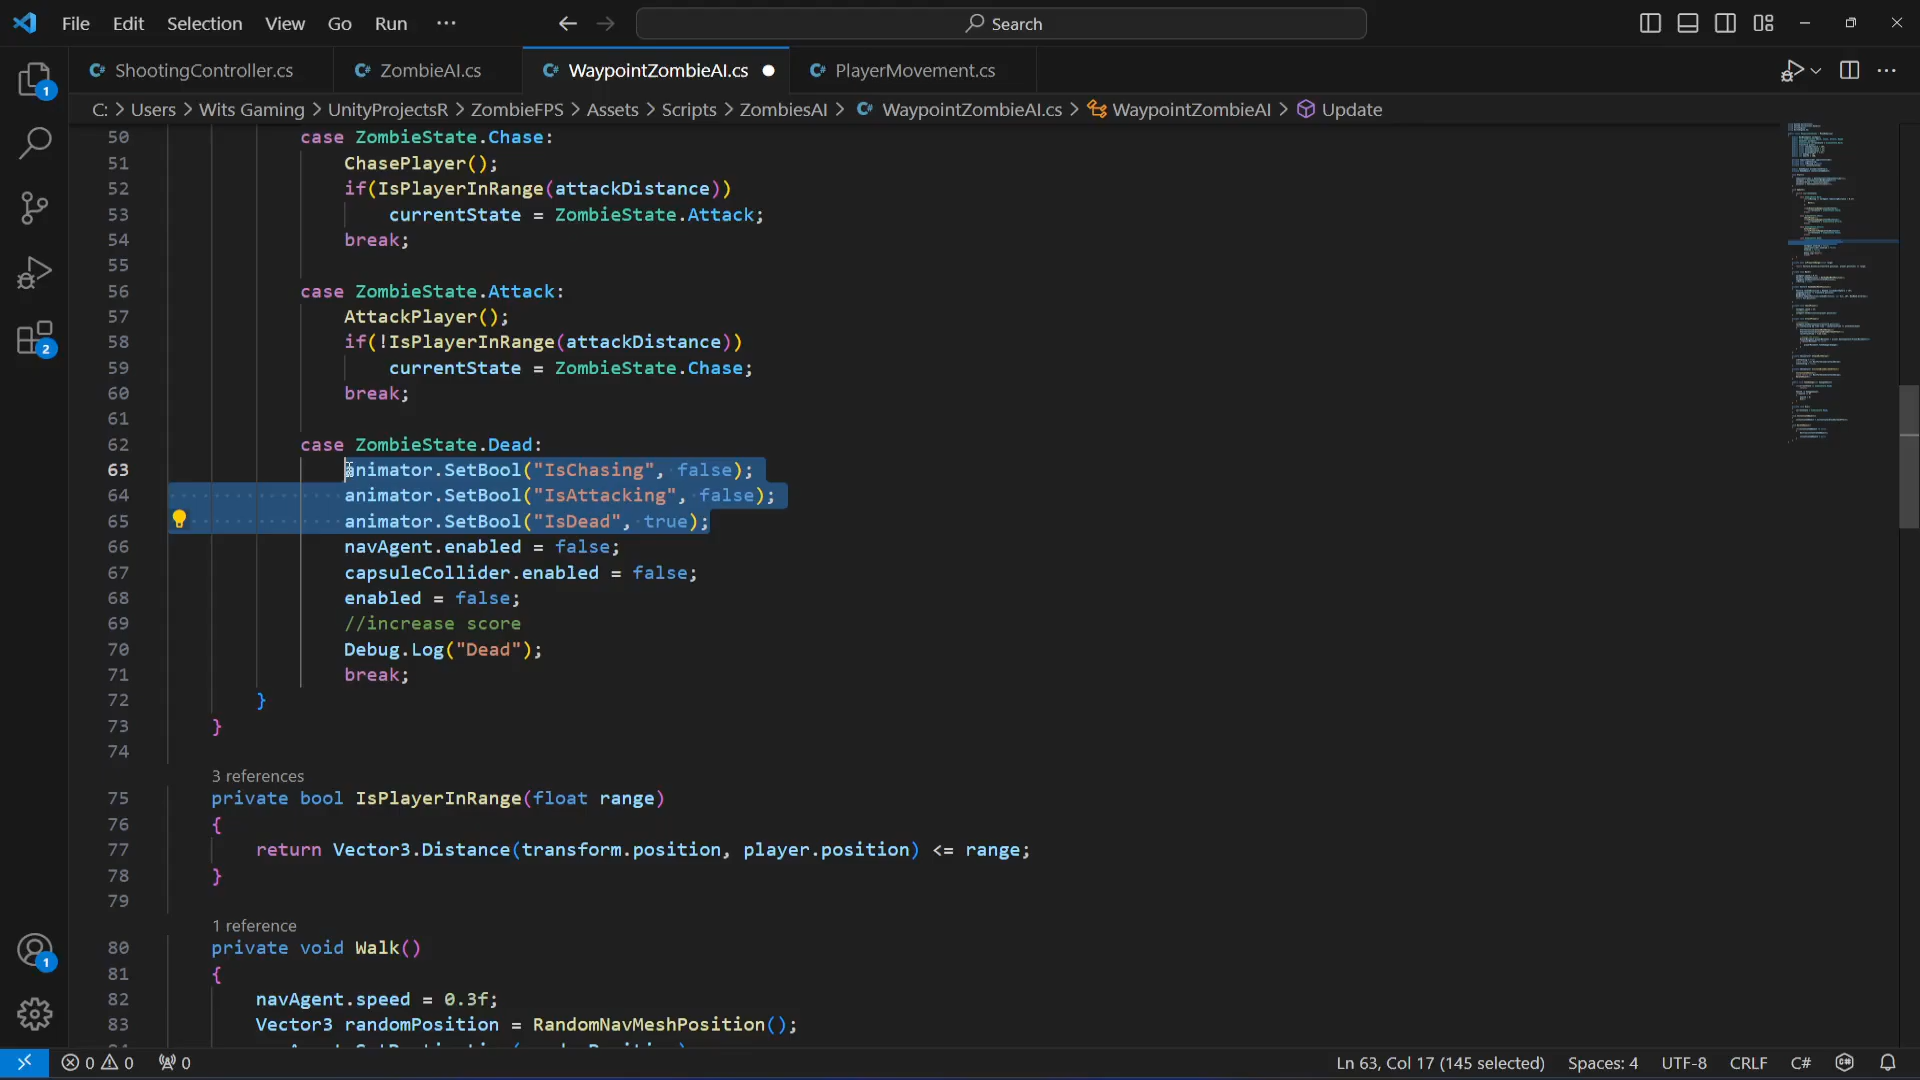 File Edit Selection View Go Run ··· Search
ShootingController.cs ZombieAI.cs WaypointZombieAI.cs PlayerMovement.cs
C: > Users > Wits Gaming > UnityProjectsR > ZombieFPS > Assets > Scripts > ZombiesAI > WaypointZombieAI.cs > WaypointZombieAI > Update
50 case ZombieState.Chase:
51 ChasePlayer();
52 if(IsPlayerInRange(attackDistance))
53 currentState = ZombieState.Attack;
54 break;
55
56 case ZombieState.Attack:
57 AttackPlayer();
58 if(!IsPlayerInRange(attackDistance))
59 currentState = ZombieState.Chase;
60 break;
61
62 case ZombieState.Dead:
63 animator.SetBool("IsChasing", false);
64 animator.SetBool("IsAttacking", false);
65 animator.SetBool("IsDead", true);
66 navAgent.enabled = false;
67 capsuleCollider.enabled = false;
68 enabled = false;
69 //increase score
70 Debug.Log("Dead");
71 break;
72 }
73 }
74
3 references
75 private bool IsPlayerInRange(float range)
76 {
77 return Vector3.Distance(transform.position, player.position) <= range;
78 }
79
1 reference
80 private void Walk()
81 {
82 navAgent.speed = 0.3f;
83 Vector3 randomPosition = RandomNavMeshPosition();
1
2
1
0 0 0 Ln 63, Col 17 (145 selected) Spaces: 4 UTF-8 CRLF C#